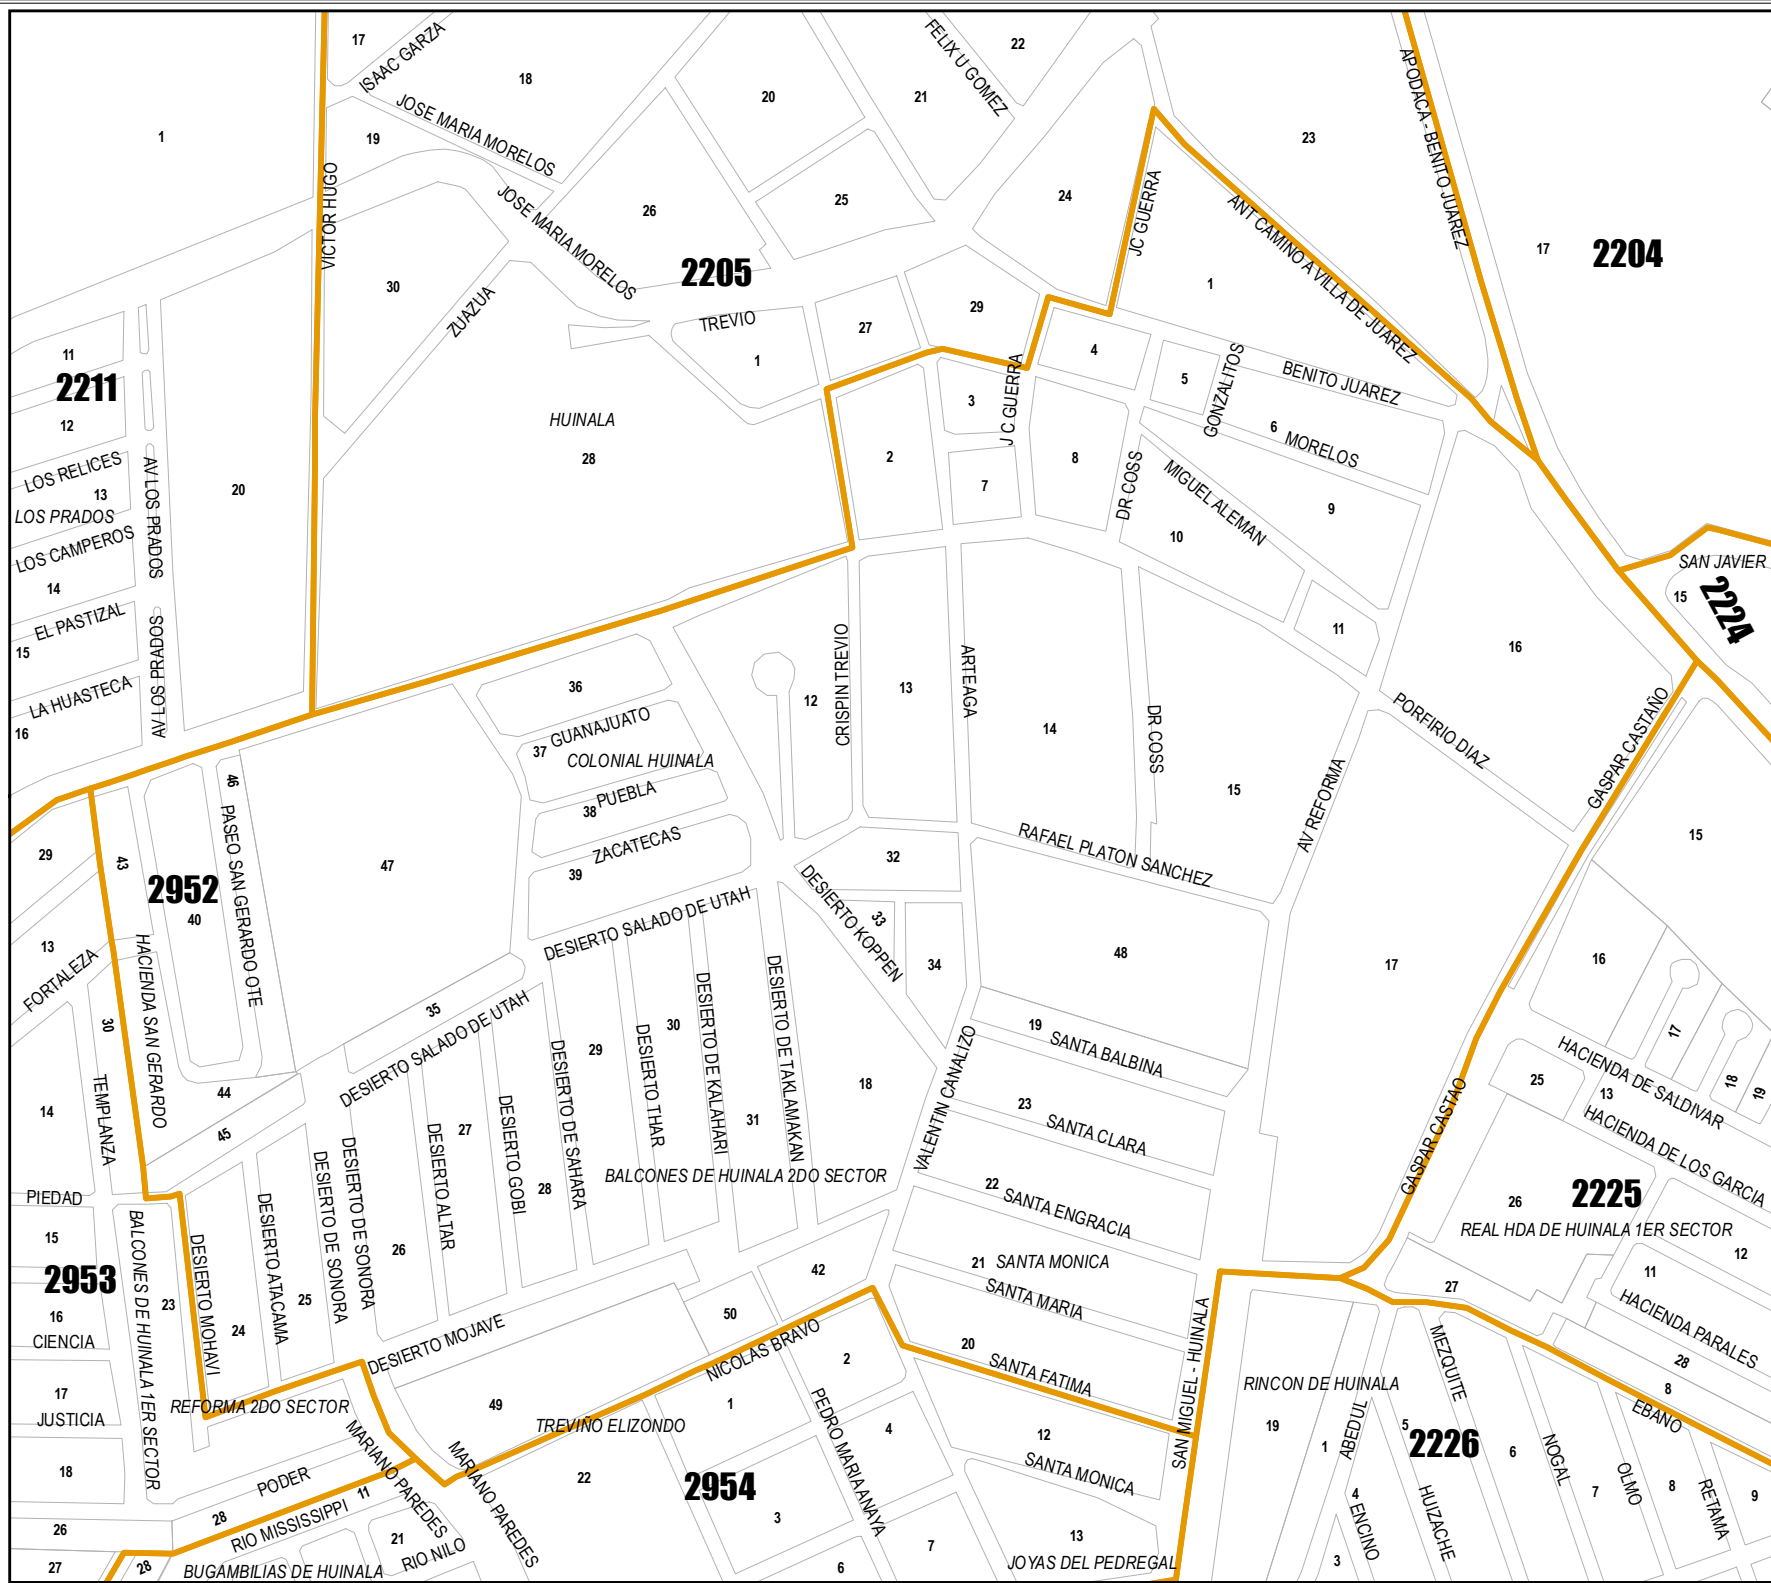 17
ISAAC GARZA
18
JOSE MARIA MORELOS
1
19
20
21
FELIX U GOMEZ
22
23
APODACA - BENITO JUAREZ
VICTOR HUGO
JOSE MARIA MORELOS
26
25
24
JC GUERRA
ANT CAMINO A VILLA DE JUAREZ
17
2204
30
ZUAZUA
2205
TREVIO
1
27
29
1
4
5
GONZALITOS
BENITO JUAREZ
11
2211
12
LOS RELICES
13
LOS PRADOS
LOS CAMPEROS
14
EL PASTIZAL
15
LA HUASTECA
16
AV LOS PRADOS
AV LOS PRADOS
20
HUINALA
28
2
3
J C GUERRA
7
8
DR COSS
6
MORELOS
MIGUEL ALEMAN
9
10
11
16
SAN JAVIER
15
2224
36
GUANAJUATO
37
COLONIAL HUINALA
PUEBLA
38
ZACATECAS
39
12
CRISPIN TREVIO
13
ARTEAGA
14
DR COSS
15
AV REFORMA
PORFIRIO DIAZ
GASPAR CASTAÑO
15
46
PASEO SAN GERARDO OTE
29
43
2952
40
47
13
FORTALEZA
HACIENDA SAN GERARDO
30
14
TEMPLANZA
44
45
35
DESIERTO SALADO DE UTAH
DESIERTO SALADO DE UTAH
32
RAFAEL PLATON SANCHEZ
DESIERTO KOPPEN
33
34
48
17
16
17
18
19
19
SANTA BALBINA
23
SANTA CLARA
22
SANTA ENGRACIA
21
SANTA MONICA
SANTA MARIA
20
SANTA FATIMA
VALENTIN CANALIZO
18
DESIERTO DE TAKLAMAKAN
31
DESIERTO DE KALAHARI
30
DESIERTO THAR
29
DESIERTO DE SAHARA
28
DESIERTO GOBI
27
DESIERTO ALTAR
26
DESIERTO DE SONORA
DESIERTO DE SONORA
25
DESIERTO ATACAMA
24
DESIERTO MOHAVI
BALCONES DE HUINALA 2DO SECTOR
GASPAR CASTAO
25
13
HACIENDA DE SALDIVAR
HACIENDA DE LOS GARCIA
26
2225
REAL HDA DE HUINALA 1ER SECTOR
12
11
HACIENDA PARALES
27
28
8
EBANO
PIEDAD
15
2953
16
CIENCIA
17
JUSTICIA
18
26
27
28
BALCONES DE HUINALA 1ER SECTOR
23
REFORMA 2DO SECTOR
DESIERTO MOJAVE
49
50
42
NICOLAS BRAVO
TREVIÑO ELIZONDO
MARIANO PAREDES
MARIANO PAREDES
PODER
28
RIO MISSISSIPPI
11
21
RIO NILO
BUGAMBILIAS DE HUINALA
22
2954
1
2
PEDRO MARIA ANAYA
4
3
6
7
12
SANTA MONICA
13
JOYAS DEL PEDREGAL
SAN MIGUEL - HUINALA
RINCON DE HUINALA
19
1
ABEDUL
4
ENCINO
3
5
2226
HUIZACHE
MEZQUITE
6
NOGAL
7
OLMO
8
RETAMA
9